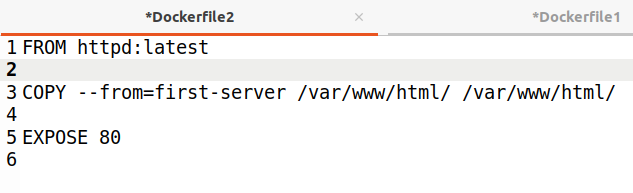 *Dockerfile2 × *Dockerfile1
1 FROM httpd:latest
2
3 COPY --from=first-server /var/www/html/ /var/www/html/
4
5 EXPOSE 80
6